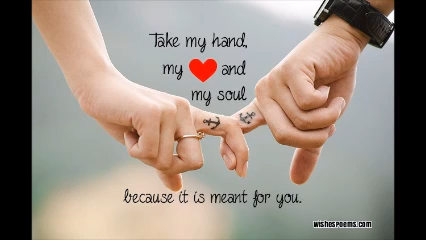 Take my hand,
my and
my soul
because it is meant for you.
wishespoems.com